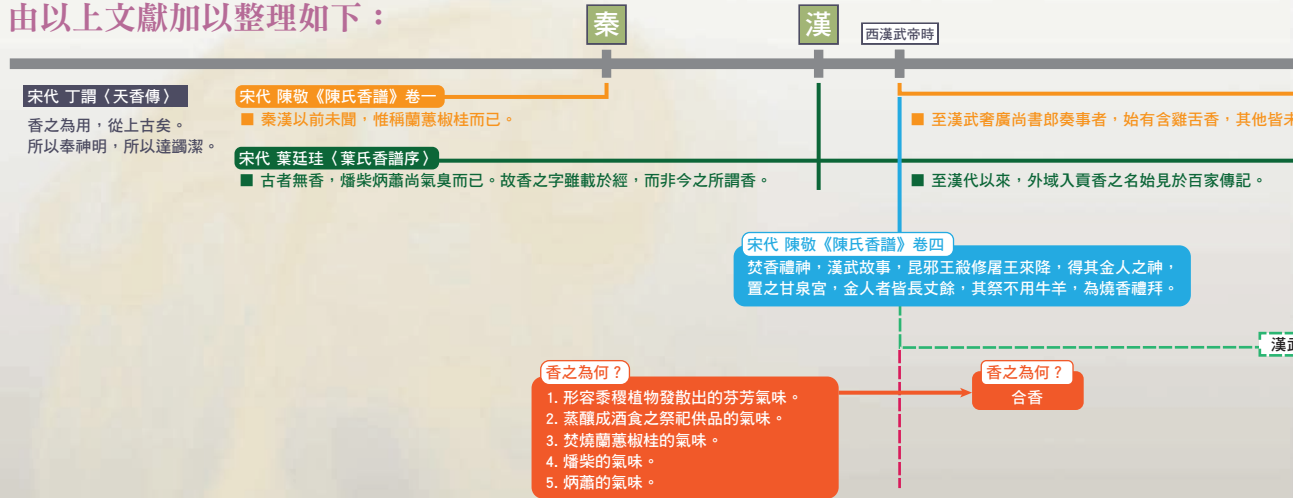 由以上文獻加以整理如下：
秦
漢
西漢武帝時
宋代 丁謂〈天香傳〉
香之為用，從上古矣。
所以奉神明，所以達蠲潔。
宋代 陳敬《陳氏香譜》卷一
■ 秦漢以前未聞，惟稱蘭蕙椒桂而已。
■ 至漢武奢廣尚書郎奏事者，始有含雞舌香，其他皆未
宋代 葉廷珪〈葉氏香譜序〉
■ 古者無香，燔柴焫蕭尚氣臭而已。故香之字雖載於經，而非今之所謂香。
■ 至漢代以來，外域入貢香之名始見於百家傳記。
宋代 陳敬《陳氏香譜》卷四
焚香禮神，漢武故事，昆邪王殺修屠王來降，得其金人之神，
置之甘泉宮，金人者皆長丈餘，其祭不用牛羊，為燒香禮拜。
漢武
香之為何？
1. 形容黍稷植物發散出的芬芳氣味。
2. 蒸釀成酒食之祭祀供品的氣味。
3. 焚燒蘭蕙椒桂的氣味。
4. 燔柴的氣味。
5. 焫蕭的氣味。
香之為何？
合香